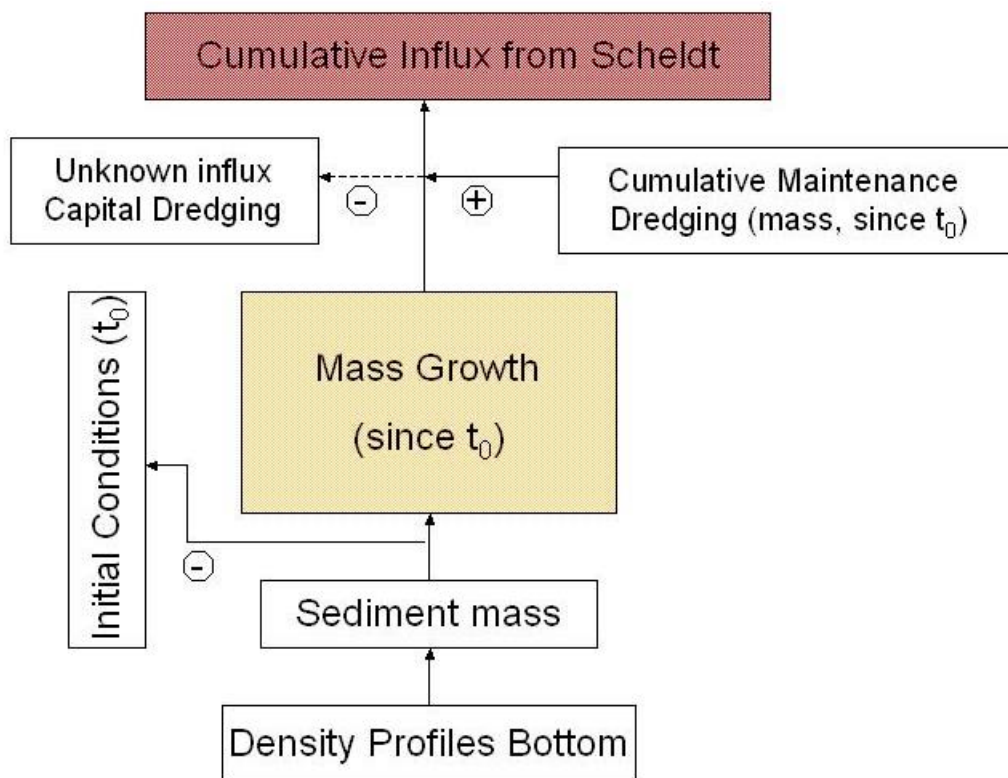 Cumulative Influx from Scheldt
Unknown influx
Capital Dredging
-
+
Cumulative Maintenance
Dredging (mass, since t₀)
Initial Conditions (t₀)
Mass Growth
(since t₀)
-
Sediment mass
Density Profiles Bottom